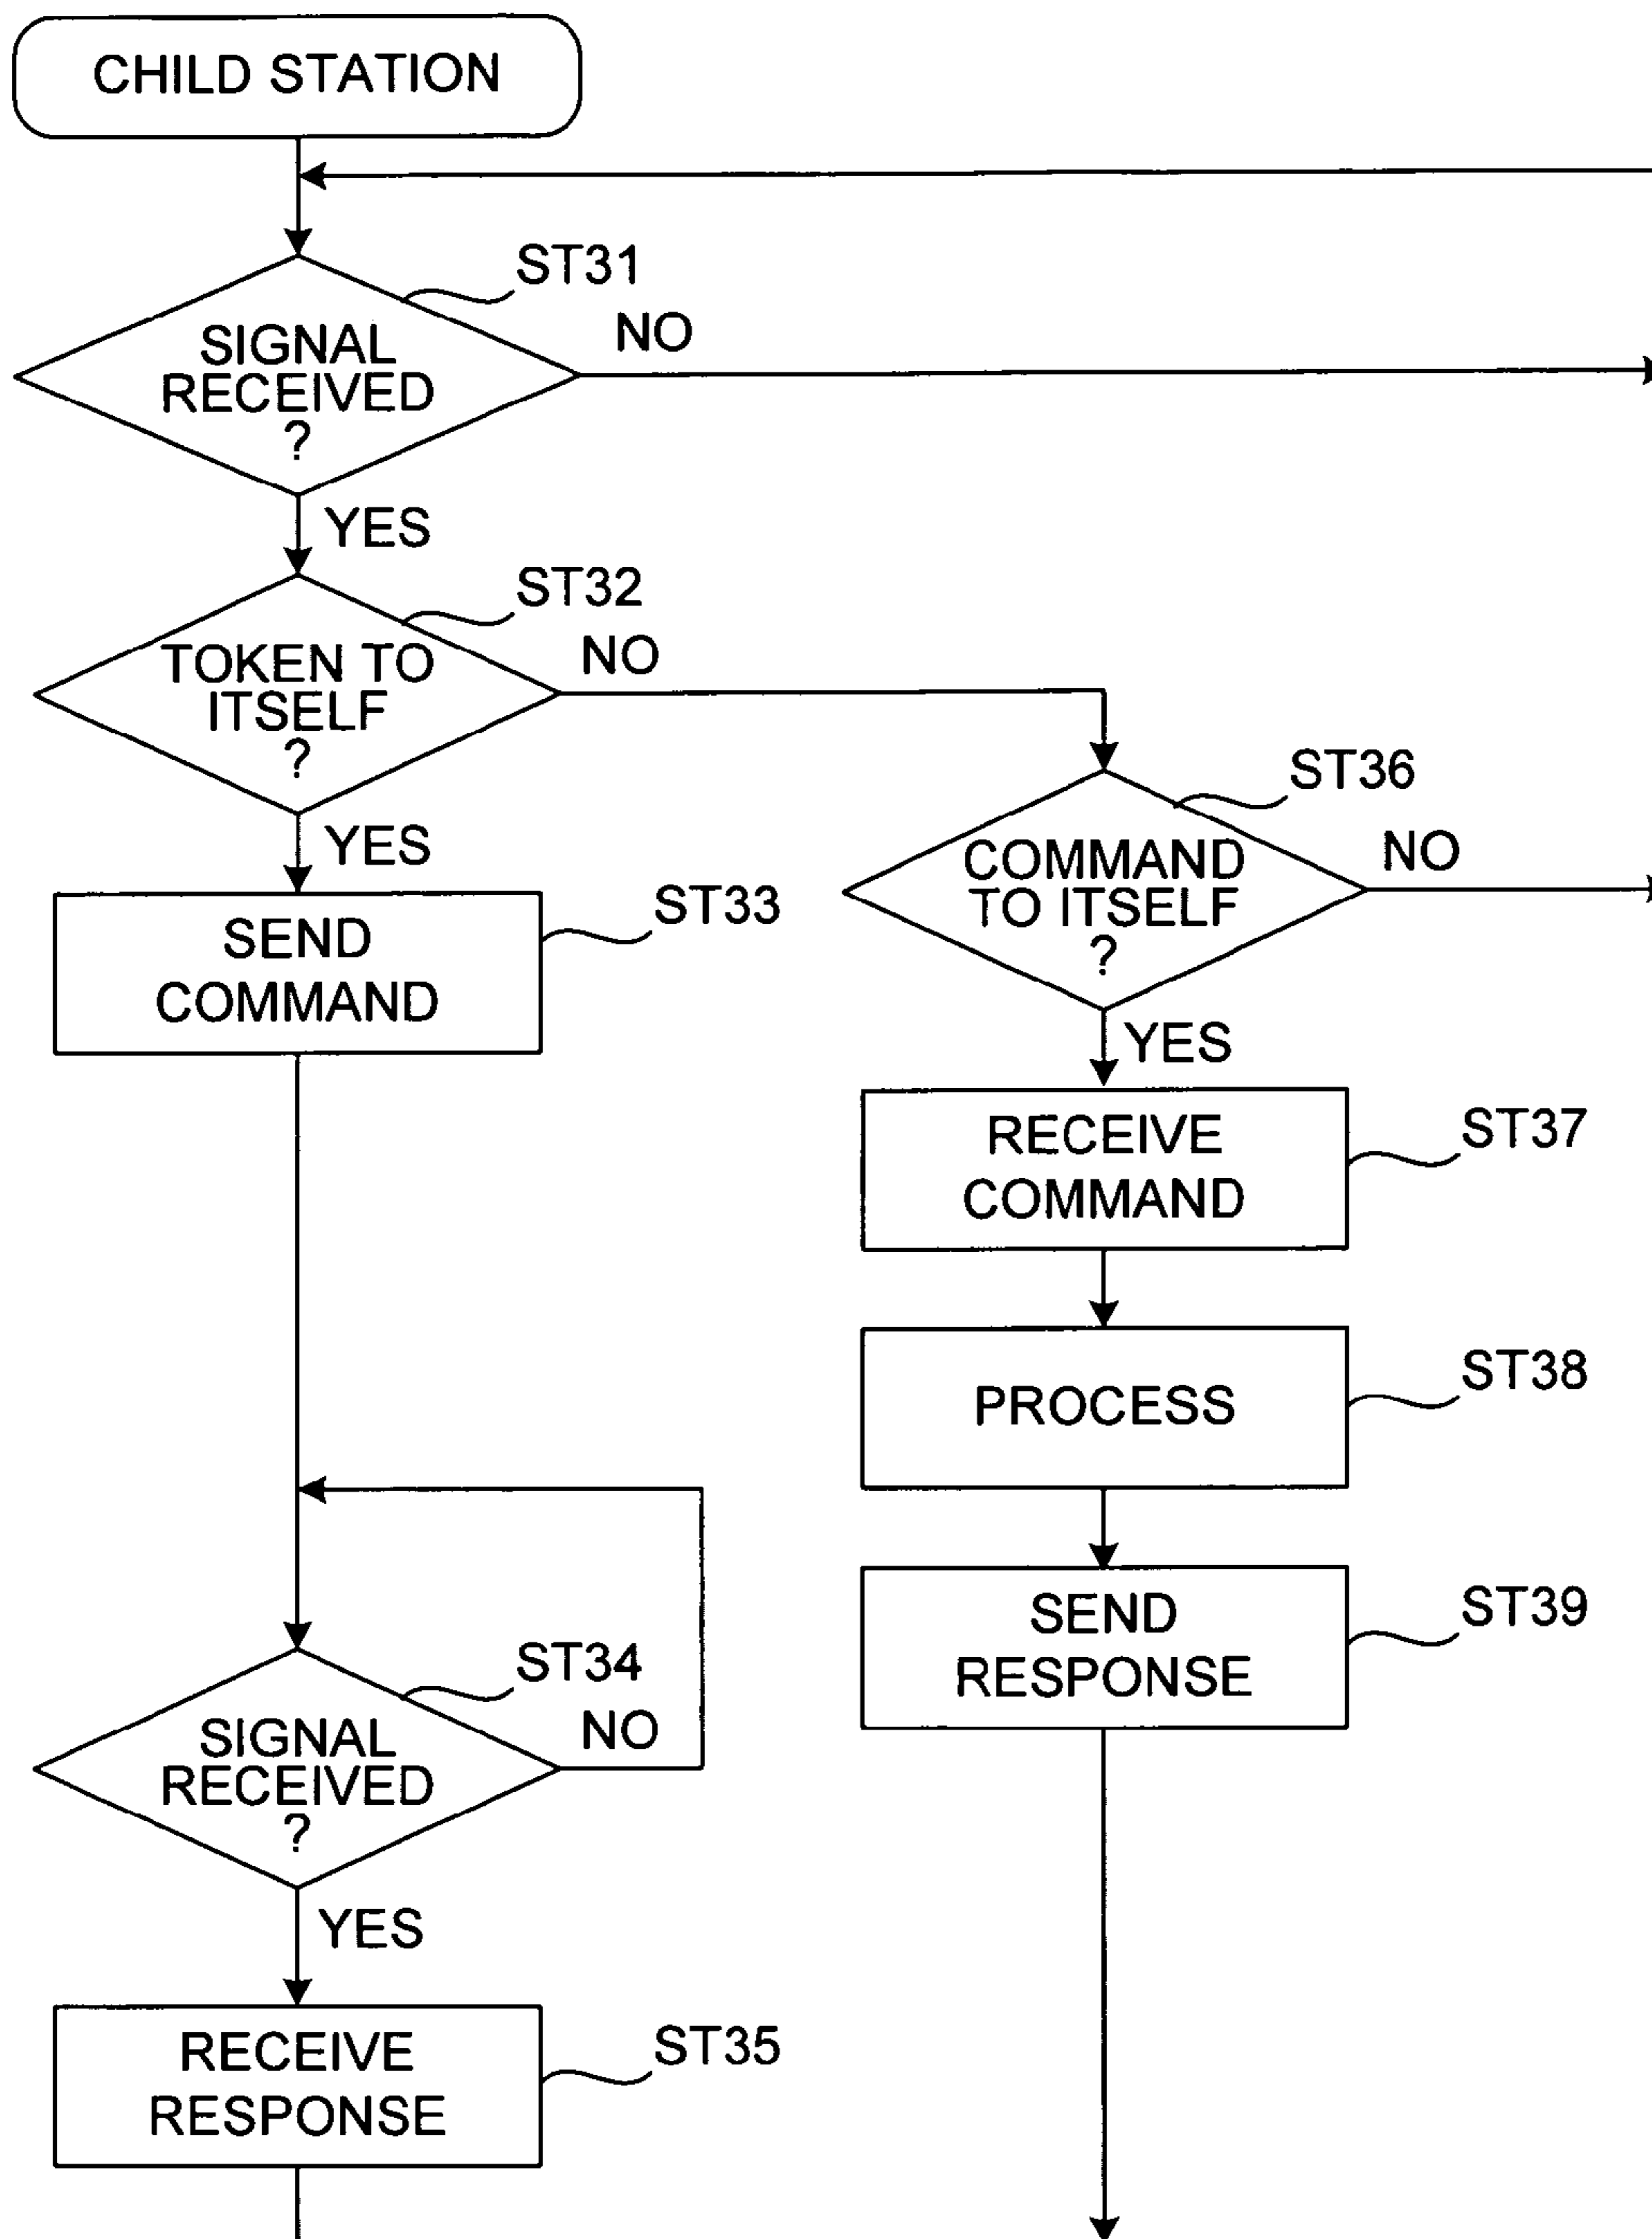 CHILD STATION
ST31
SIGNAL
RECEIVED
?
NO
YES
ST32
TOKEN TO
ITSELF
?
NO
YES
SEND
COMMAND
ST33
ST36
COMMAND
TO ITSELF
?
NO
YES
RECEIVE
COMMAND
ST37
PROCESS
ST38
SEND
RESPONSE
ST39
ST34
SIGNAL
RECEIVED
?
NO
YES
RECEIVE
RESPONSE
ST35